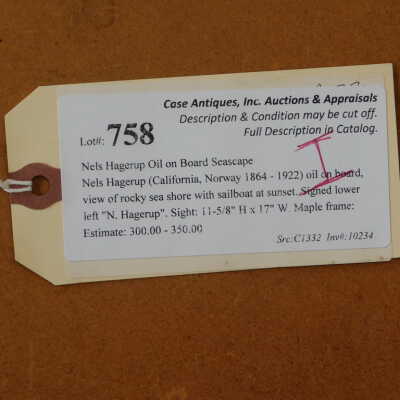 Case Antiques, Inc. Auctions & Appraisals
Description & Condition may be cut off.
Full Description in Catalog.
Lot#: 758
I
Nels Hagerup Oil on Board Seascape
Nels Hagerup (California, Norway 1864 - 1922) oil on board,
view of rocky sea shore with sailboat at sunset. Signed lower
left "N. Hagerup". Sight: 11-5/8" H x 17" W. Maple frame:
Estimate: 300.00 - 350.00
Src:C1332 Inv#:10234